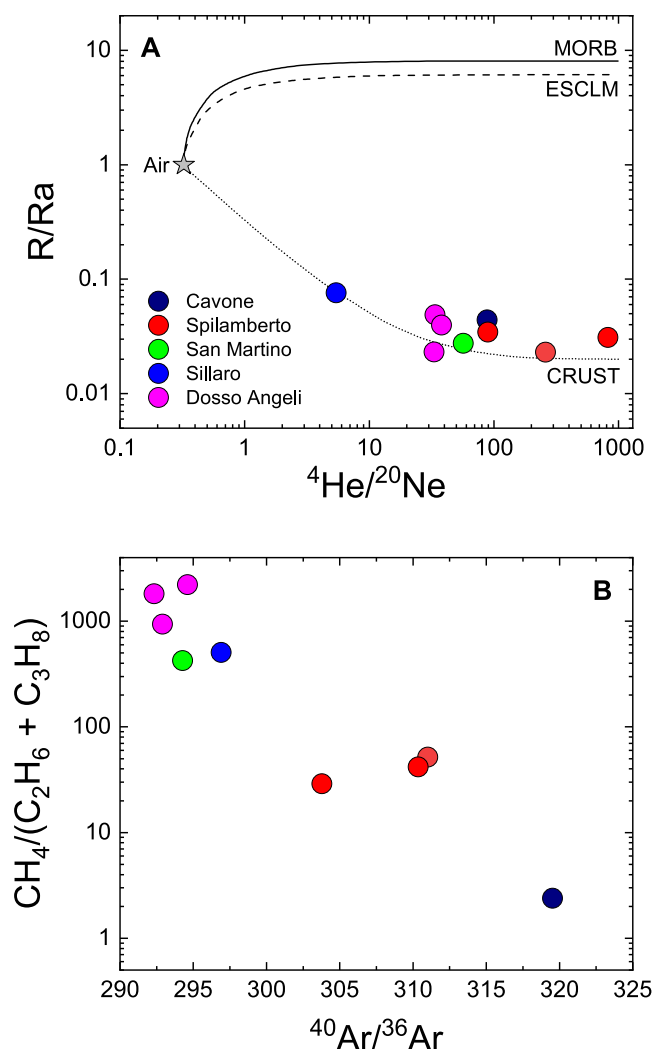 A
10
1
0.1
0.01
R/Ra
MORB
ESCLM
Air
CRUST
Cavone
Spilamberto
San Martino
Sillaro
Dosso Angeli
0.1 1 10 100 1000
⁴He/²⁰Ne
B
1000
100
10
1
CH₄/(C₂H₆ + C₃H₈)
290 295 300 305 310 315 320 325
⁴⁰Ar/³⁶Ar